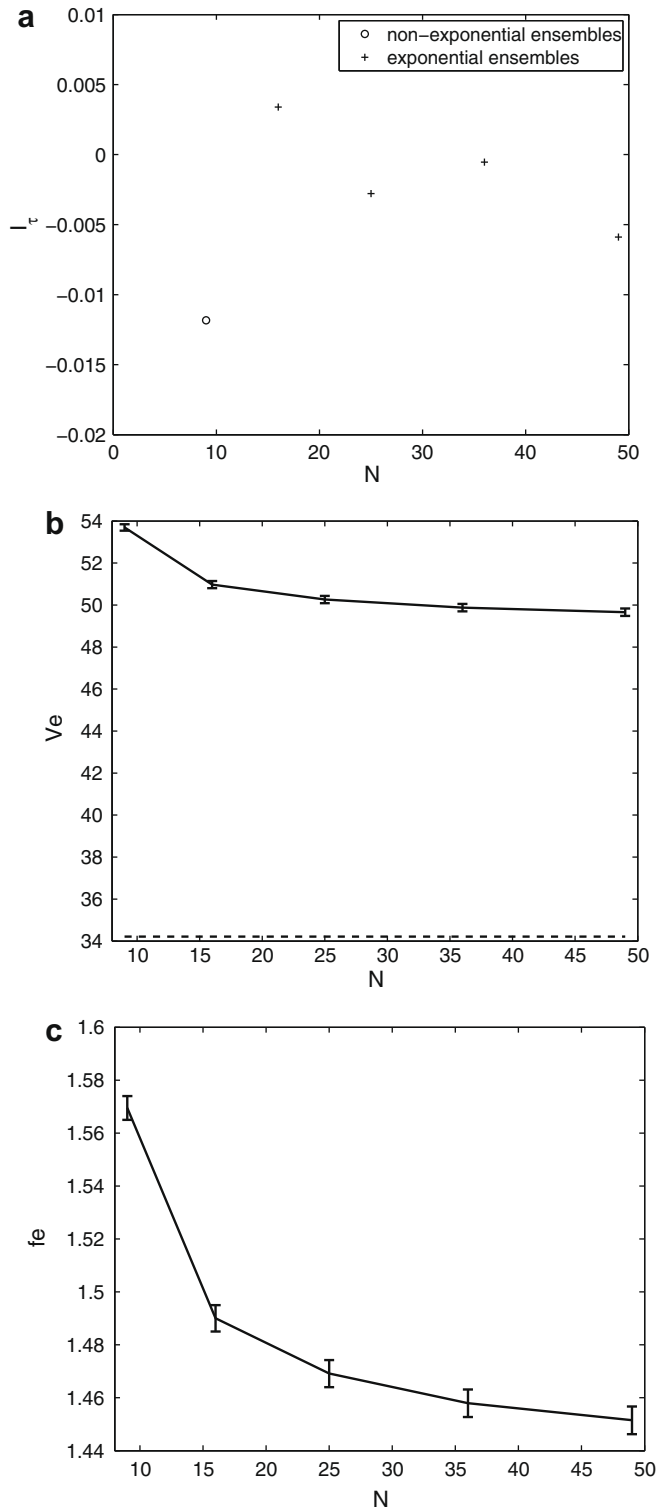 a
0.01
0.005
0
−0.005
−0.01
−0.015
−0.02
I_τ
non−exponential ensembles
exponential ensembles
0 10 20 30 40 50
N
b
54
52
50
48
46
44
42
40
38
36
34
Ve
10 15 20 25 30 35 40 45 50
N
c
1.6
1.58
1.56
1.54
1.52
1.5
1.48
1.46
1.44
fe
10 15 20 25 30 35 40 45 50
N